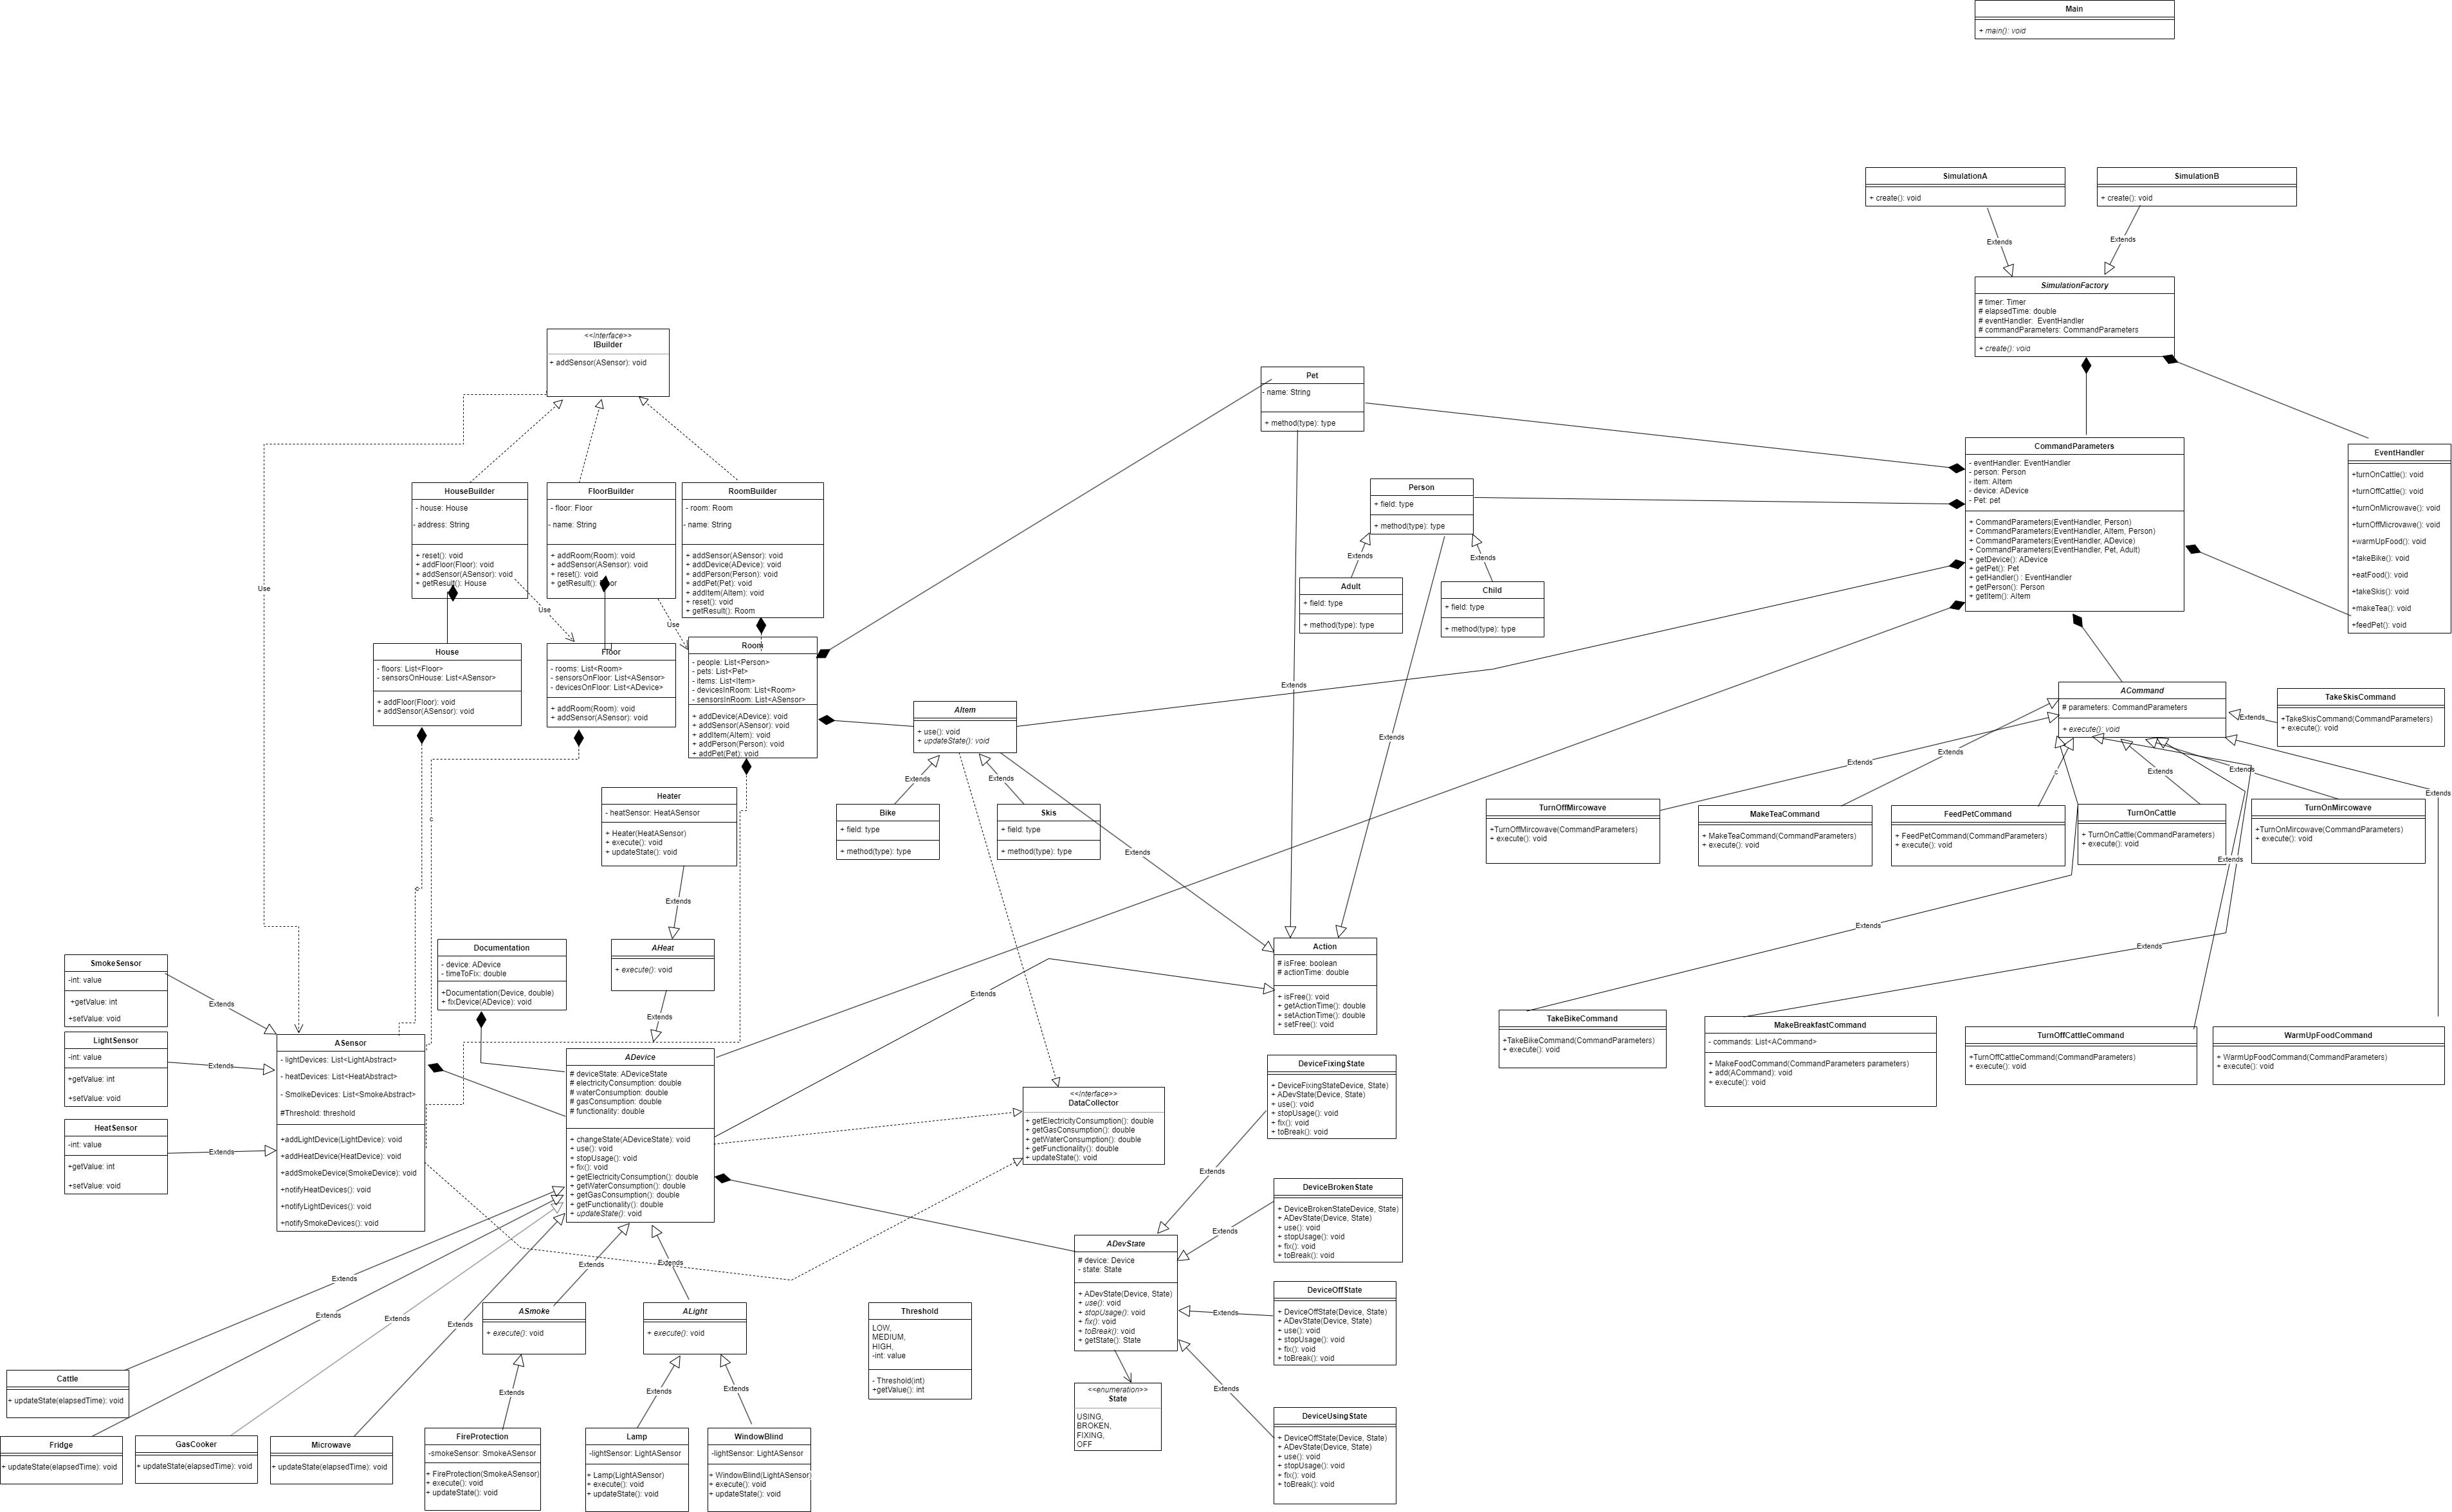 Main
+ main(): void
SimulationA
+ create(): void
SimulationB
+ create(): void
Extends
Extends
SimulationFactory
# timer: Timer
# elapsedTime: double
# eventHandler:  EventHandler
# commandParameters: CommandParameters
+ create(): void
<<interface>>
IBuilder
+ addSensor(ASensor): void
Pet
- name: String
+ method(type): type
CommandParameters
- eventHandler: EventHandler
- person: Person
- item: AItem
- device: ADevice
- Pet: pet
+ CommandParameters(EventHandler, Person)
+ CommandParameters(EventHandler, AItem, Person)
+ CommandParameters(EventHandler, ADevice)
+ CommandParameters(EventHandler, Pet, Adult)
+ getDevice(): ADevice
+ getPet(): Pet
+ getHandler() : EventHandler
+ getPerson(): Person
+ getItem(): AItem
EventHandler
+turnOnCattle(): void
+turnOffCattle(): void
+turnOnMicrowave(): void
+turnOffMicrovawe(): void
+warmUpFood(): void
+takeBike(): void
+eatFood(): void
+takeSkis(): void
+makeTea(): void
+feedPet(): void
HouseBuilder
- house: House
- address: String
+ reset(): void
+ addFloor(Floor): void
+ addSensor(ASensor): void
+ getResult(): House
FloorBuilder
- floor: Floor
- name: String
+ addRoom(Room): void
+ addSensor(ASensor): void
+ reset(): void
+ getResult():
RoomBuilder
- room: Room
- name: String
+ addSensor(ASensor): void
+ addDevice(ADevice): void
+ addPerson(Person): void
+ addPet(Pet): void
+ addItem(AItem): void
+ reset(): void
+ getResult(): Room
Person
+ field: type
+ method(type): type
Extends
Extends
Adult
+ field: type
+ method(type): type
Child
+ field: type
+ method(type): type
Use
Use
Use
House
- floors: List<Floor>
- sensorsOnHouse: List<ASensor>
+ addFloor(Floor): void
+ addSensor(ASensor): void
Floor
- rooms: List<Room>
- sensorsOnFloor: List<ASensor>
- devicesOnFloor: List<ADevice>
+ addRoom(Room): void
+ addSensor(ASensor): void
Room
- people: List<Person>
- pets: List<Pet>
- items: List<Item>
- devicesInRoom: List<Room>
- sensorsInRoom: List<ASensor>
+ addDevice(ADevice): void
+ addSensor(ASensor): void
+ addItem(AItem): void
+ addPerson(Person): void
+ addPet(Pet): void
Extends
Extends
AItem
+ use(): void
+ updateState(): void
ACommand
# parameters: CommandParameters
+ execute(): void
TakeSkisCommand
+TakeSkisCommand(CommandParameters)
+ execute(): void
Extends
Extends
Extends
Extends
Extends
Extends
Extends
c
Extends
Extends
Heater
- heatSensor: HeatASensor
+ Heater(HeatASensor)
+ execute(): void
+ updateState(): void
c
Bike
+ field: type
+ method(type): type
Skis
+ field: type
+ method(type): type
Extends
TurnOffMircowave
+TurnOffMircowave(CommandParameters)
+ execute(): void
MakeTeaCommand
+ MakeTeaCommand(CommandParameters)
+ execute(): void
FeedPetCommand
+ FeedPetCommand(CommandParameters)
+ execute(): void
TurnOnCattle
+ TurnOnCattle(CommandParameters)
+ execute(): void
TurnOnMircowave
+TurnOnMircowave(CommandParameters)
+ execute(): void
Extends
Extends
Extends
Extends
SmokeSensor
-int: value
+getValue: int
+setValue: void
Documentation
- device: ADevice
- timeToFix: double
+Documentation(Device, double)
+ fixDevice(ADevice): void
AHeat
+ execute(): void
Action
# isFree: boolean
# actionTime: double
+ isFree(): void
+ getActionTime(): double
+ setActionTime(): double
+ setFree(): void
Extends
Extends
Extends
LightSensor
-int: value
+getValue: int
+setValue: void
Extends
HeatSensor
-int: value
+getValue: int
+setValue: void
Extends
ASensor
- lightDevices: List<LightAbstract>
- heatDevices: List<HeatAbstract>
- SmolkeDevices: List<SmokeAbstract>
#Threshold: threshold
+addLightDevice(LightDevice): void
+addHeatDevice(HeatDevice): void
+addSmokeDevice(SmokeDevice): void
+notifyHeatDevices(): void
+notifyLightDevices(): void
+notifySmokeDevices(): void
ADevice
# deviceState: ADeviceState
# electricityConsumption: double
# waterConsumption: double
# gasConsumption: double
# functionality: double
+ changeState(ADeviceState): void
+ use(): void
+ stopUsage(): void
+ fix(): void
+ getElectricityConsumption(): double
+ getWaterConsumption(): double
+ getGasConsumption(): double
+ getFunctionality(): double
+ updateState(): void
<<interface>>
DataCollector
+ getElectricityConsumption(): double
+ getGasConsumption(): double
+ getWaterConsumption(): double
+ getFunctionality(): double
+ updateState(): void
DeviceFixingState
+ DeviceFixingStateDevice, State)
+ ADevState(Device, State)
+ use(): void
+ stopUsage(): void
+ fix(): void
+ toBreak(): void
TakeBikeCommand
+TakeBikeCommand(CommandParameters)
+ execute(): void
MakeBreakfastCommand
- commands: List<ACommand>
+ MakeFoodCommand(CommandParameters parameters)
+ add(ACommand): void
+ execute(): void
TurnOffCattleCommand
+TurnOffCattleCommand(CommandParameters)
+ execute(): void
WarmUpFoodCommand
+ WarmUpFoodCommand(CommandParameters)
+ execute(): void
Extends
DeviceBrokenState
+ DeviceBrokenStateDevice, State)
+ ADevState(Device, State)
+ use(): void
+ stopUsage(): void
+ fix(): void
+ toBreak(): void
Extends
ADevState
# device: Device
- state: State
+ ADevState(Device, State)
+ use(): void
+ stopUsage(): void
+ fix(): void
+ toBreak(): void
+ getState(): State
Extends
Extends
Extends
Extends
Extends
Extends
DeviceOffState
+ DeviceOffState(Device, State)
+ ADevState(Device, State)
+ use(): void
+ stopUsage(): void
+ fix(): void
+ toBreak(): void
Extends
ASmoke
+ execute(): void
ALight
+ execute(): void
Threshold
LOW,
MEDIUM,
HIGH,
-int: value
- Threshold(int)
+getValue(): int
<<enumeration>>
State
USING,
BROKEN,
FIXING,
OFF
Extends
Extends
Extends
Extends
Cattle
+ updateState(elapsedTime): void
Fridge
+ updateState(elapsedTime): void
GasCooker
+ updateState(elapsedTime): void
Microwave
+ updateState(elapsedTime): void
FireProtection
-smokeSensor: SmokeASensor
+ FireProtection(SmokeASensor)
+ execute(): void
+ updateState(): void
Lamp
-lightSensor: LightASensor
+ Lamp(LightASensor)
+ execute(): void
+ updateState(): void
WindowBlind
-lightSensor: LightASensor
+ WindowBlind(LightASensor)
+ execute(): void
+ updateState(): void
DeviceUsingState
+ DeviceOffState(Device, State)
+ ADevState(Device, State)
+ use(): void
+ stopUsage(): void
+ fix(): void
+ toBreak(): void